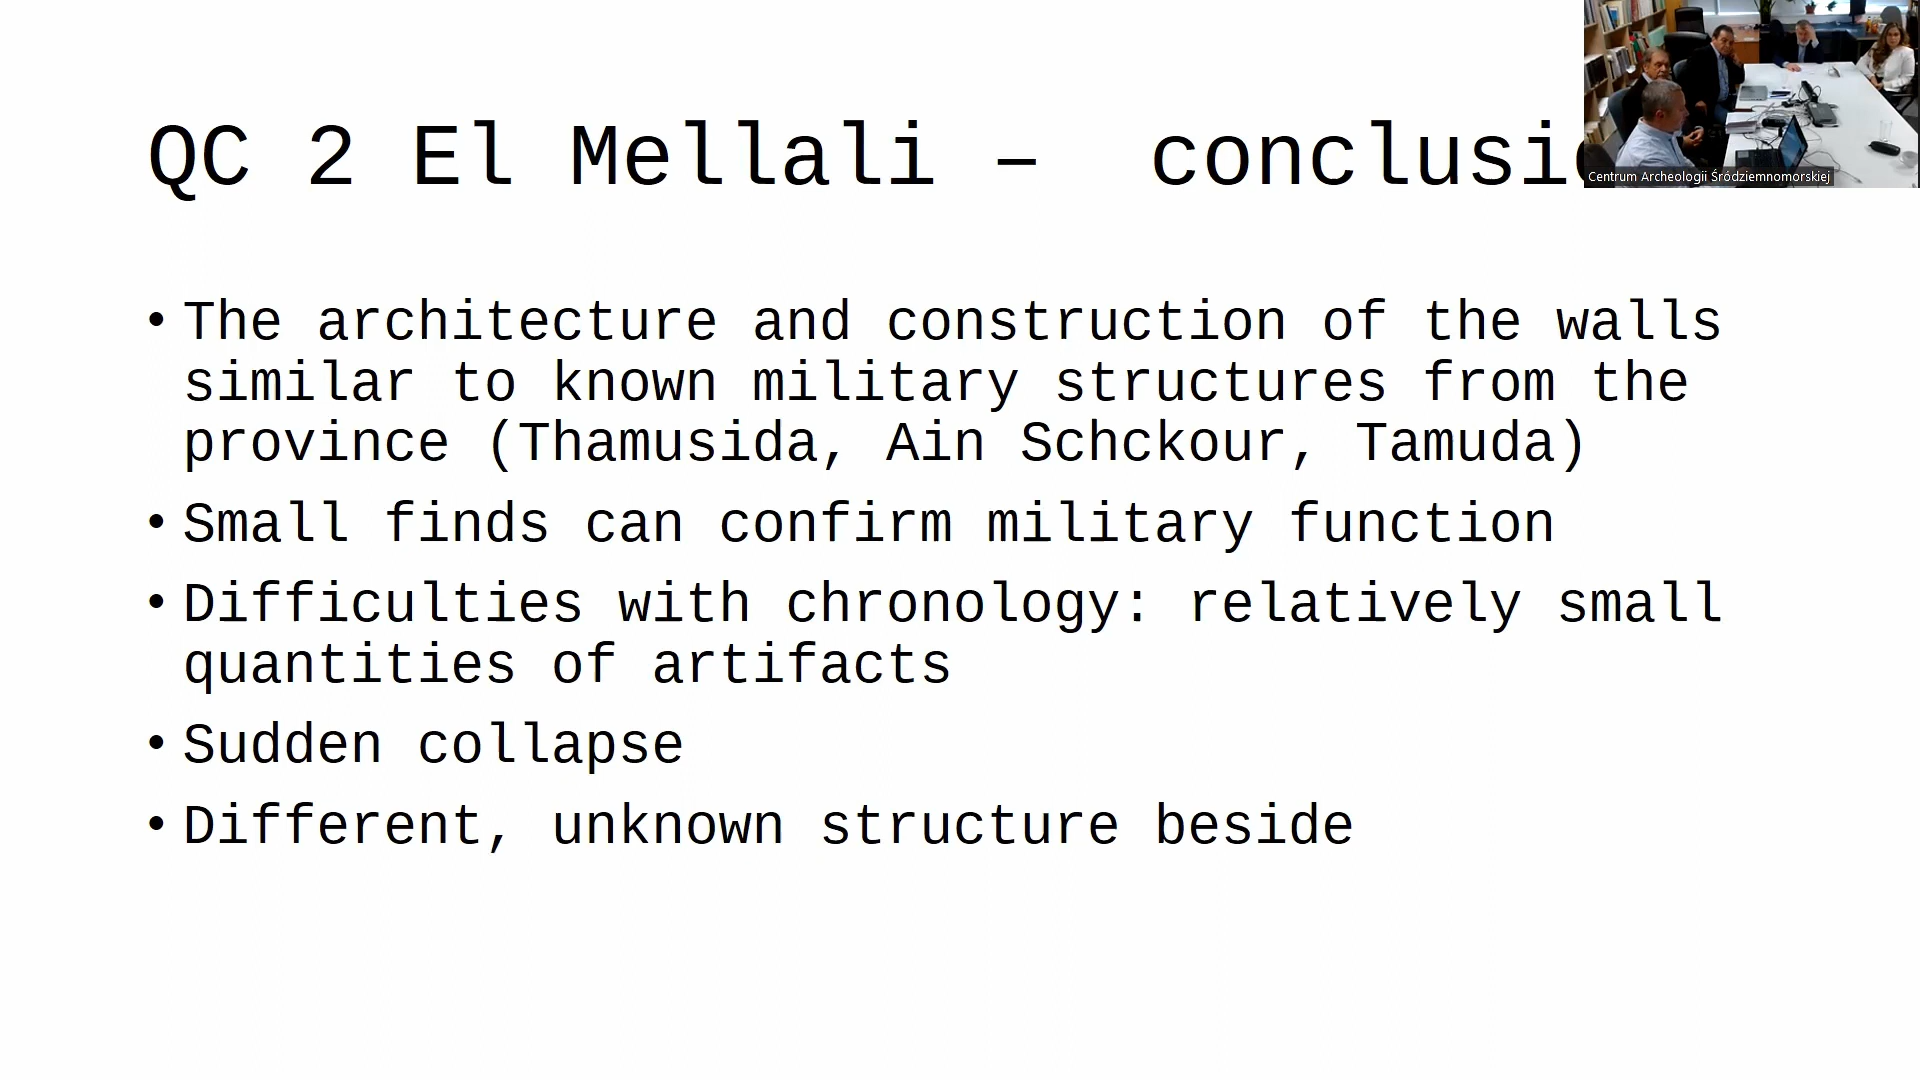 QC 2 El Mellali – conclusi
• The architecture and construction of the walls
similar to known military structures from the
province (Thamusida, Ain Schckour, Tamuda)
• Small finds can confirm military function
• Difficulties with chronology: relatively small
quantities of artifacts
• Sudden collapse
• Different, unknown structure beside
Centrum Archeologii Śródziemnomorskiej